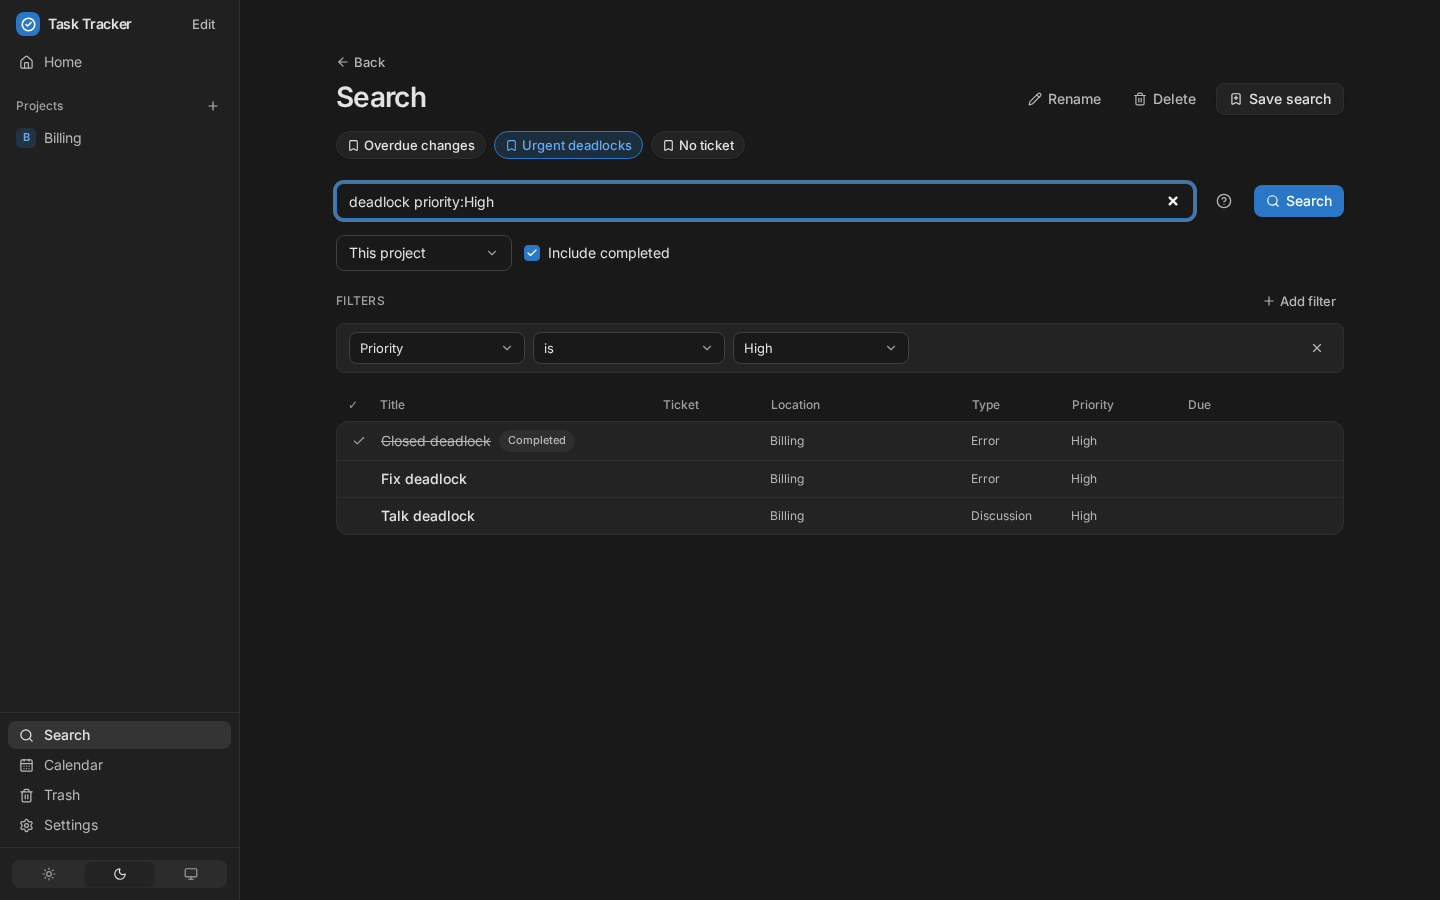 Task Tracker
Edit
Home
Projects
B Billing
Search
Calendar
Trash
Settings
Back
Search
Rename
Delete
Save search
Overdue changes
Urgent deadlocks
No ticket
deadlock priority:High
Search
This project
Include completed
FILTERS
Add filter
Priority
is
High
✓ Title Ticket Location Type Priority Due
Closed deadlock Completed Billing Error High
Fix deadlock Billing Error High
Talk deadlock Billing Discussion High